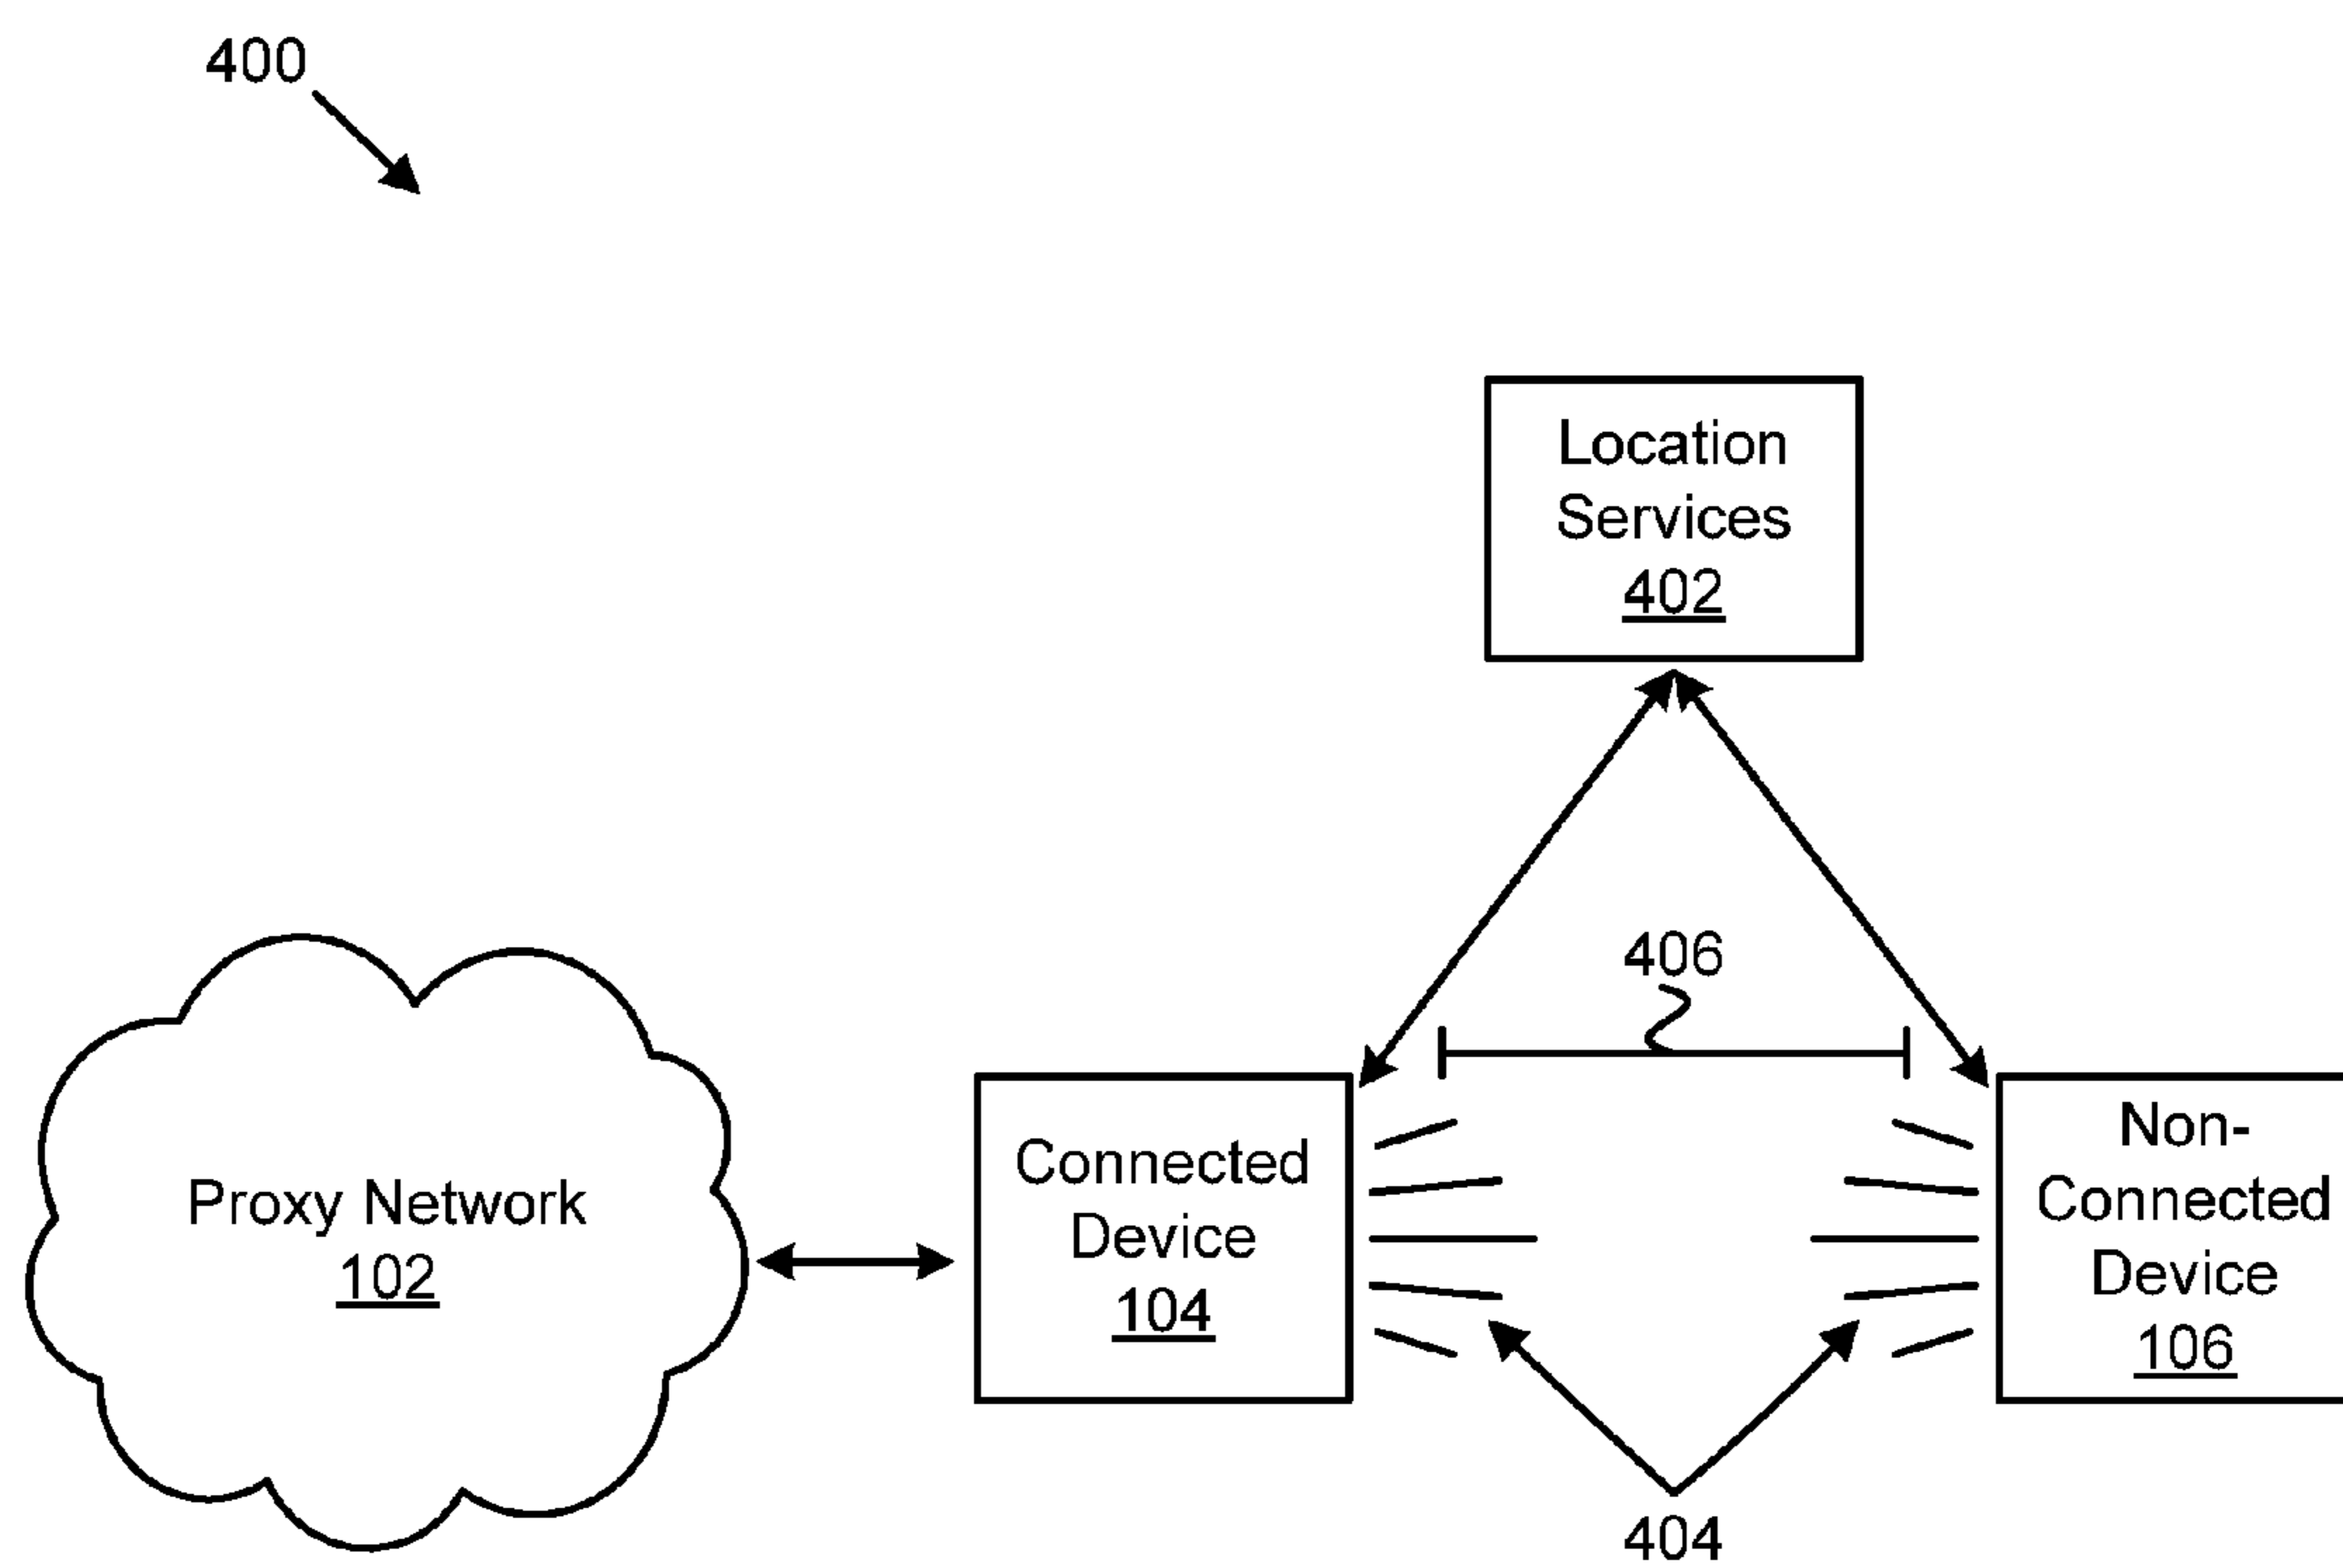 400
Location
Services
402
406
Proxy Network
102
Connected
Device
104
Non-
Connected
Device
106
404